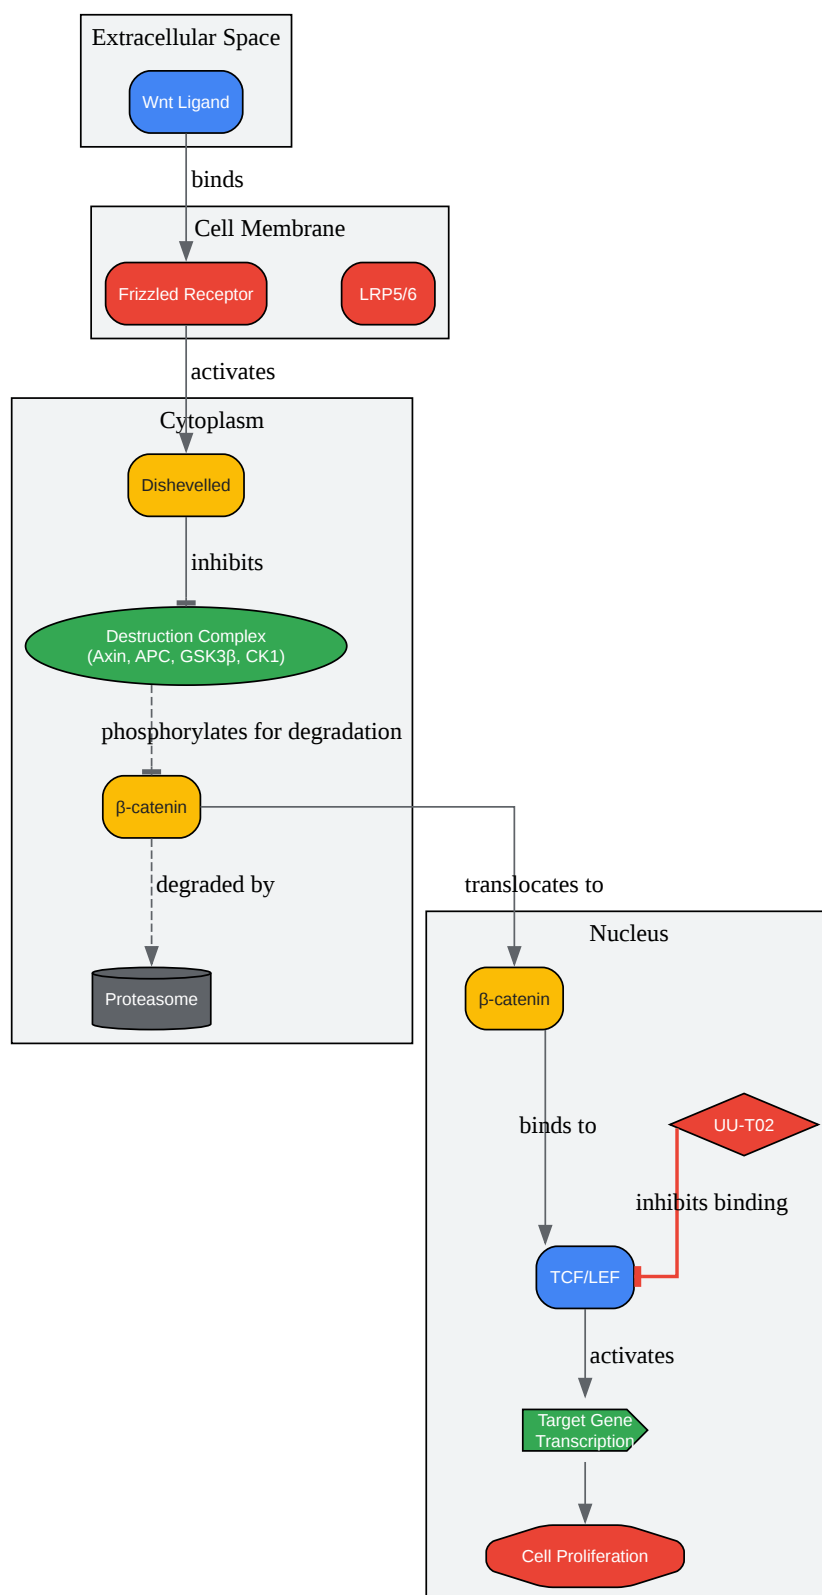 Extracellular Space
Wnt Ligand
binds
Cell Membrane
Frizzled Receptor
LRP5/6
activates
Cytoplasm
Dishevelled
inhibits
Destruction Complex
(Axin, APC, GSK3β, CK1)
phosphorylates for degradation
β-catenin
degraded by
translocates to
Nucleus
Proteasome
β-catenin
binds to
UU-T02
inhibits binding
TCF/LEF
activates
Target Gene
Transcription
Cell Proliferation